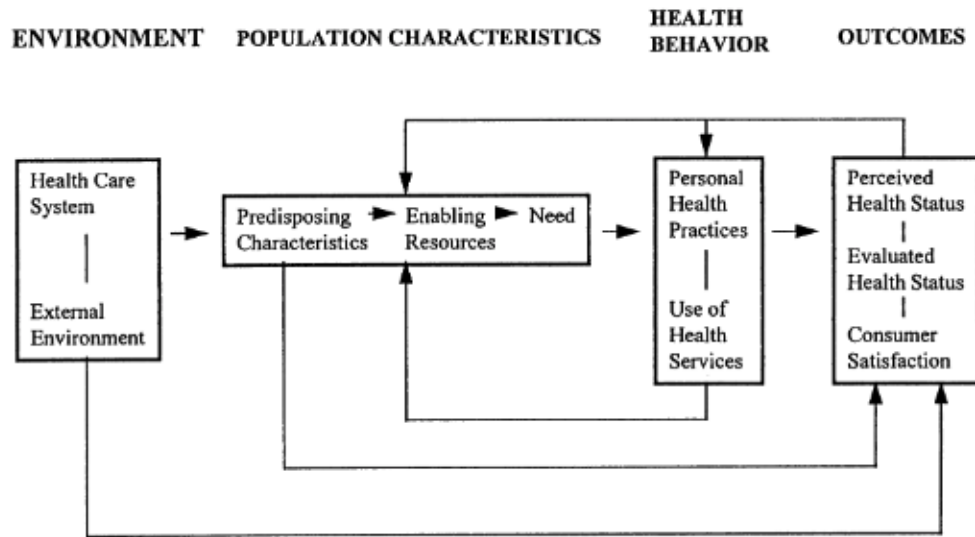 ENVIRONMENT
POPULATION CHARACTERISTICS
HEALTH
BEHAVIOR
OUTCOMES
Health Care
System
External
Environment
Predisposing
Characteristics
Enabling
Resources
Need
Personal
Health
Practices
Use of
Health
Services
Perceived
Health Status
Evaluated
Health Status
Consumer
Satisfaction